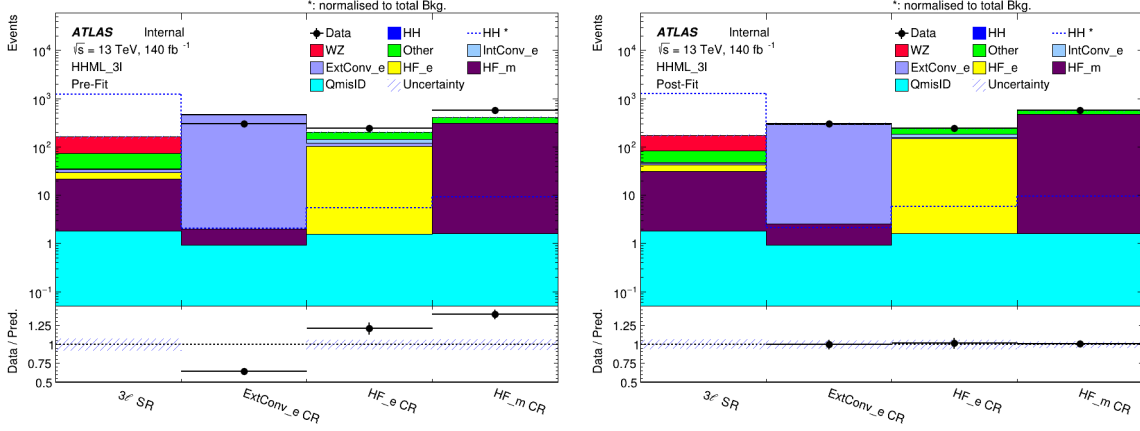 *: normalised to total Bkg.
Events
10⁴
10³
10²
10
1
10⁻¹
ATLAS Internal
√s = 13 TeV, 140 fb⁻¹
HHML_3l
Pre-Fit
Data HH HH *
WZ Other IntConv_e
ExtConv_e HF_e HF_m
QmisID Uncertainty
Data / Pred.
1.25
1
0.75
0.5
3ℓ SR
ExtConv_e CR
HF_e CR
HF_m CR
*: normalised to total Bkg.
Events
10⁴
10³
10²
10
1
10⁻¹
ATLAS Internal
√s = 13 TeV, 140 fb⁻¹
HHML_3l
Post-Fit
Data HH HH *
WZ Other IntConv_e
ExtConv_e HF_e HF_m
QmisID Uncertainty
Data / Pred.
1.25
1
0.75
0.5
3ℓ SR
ExtConv_e CR
HF_e CR
HF_m CR